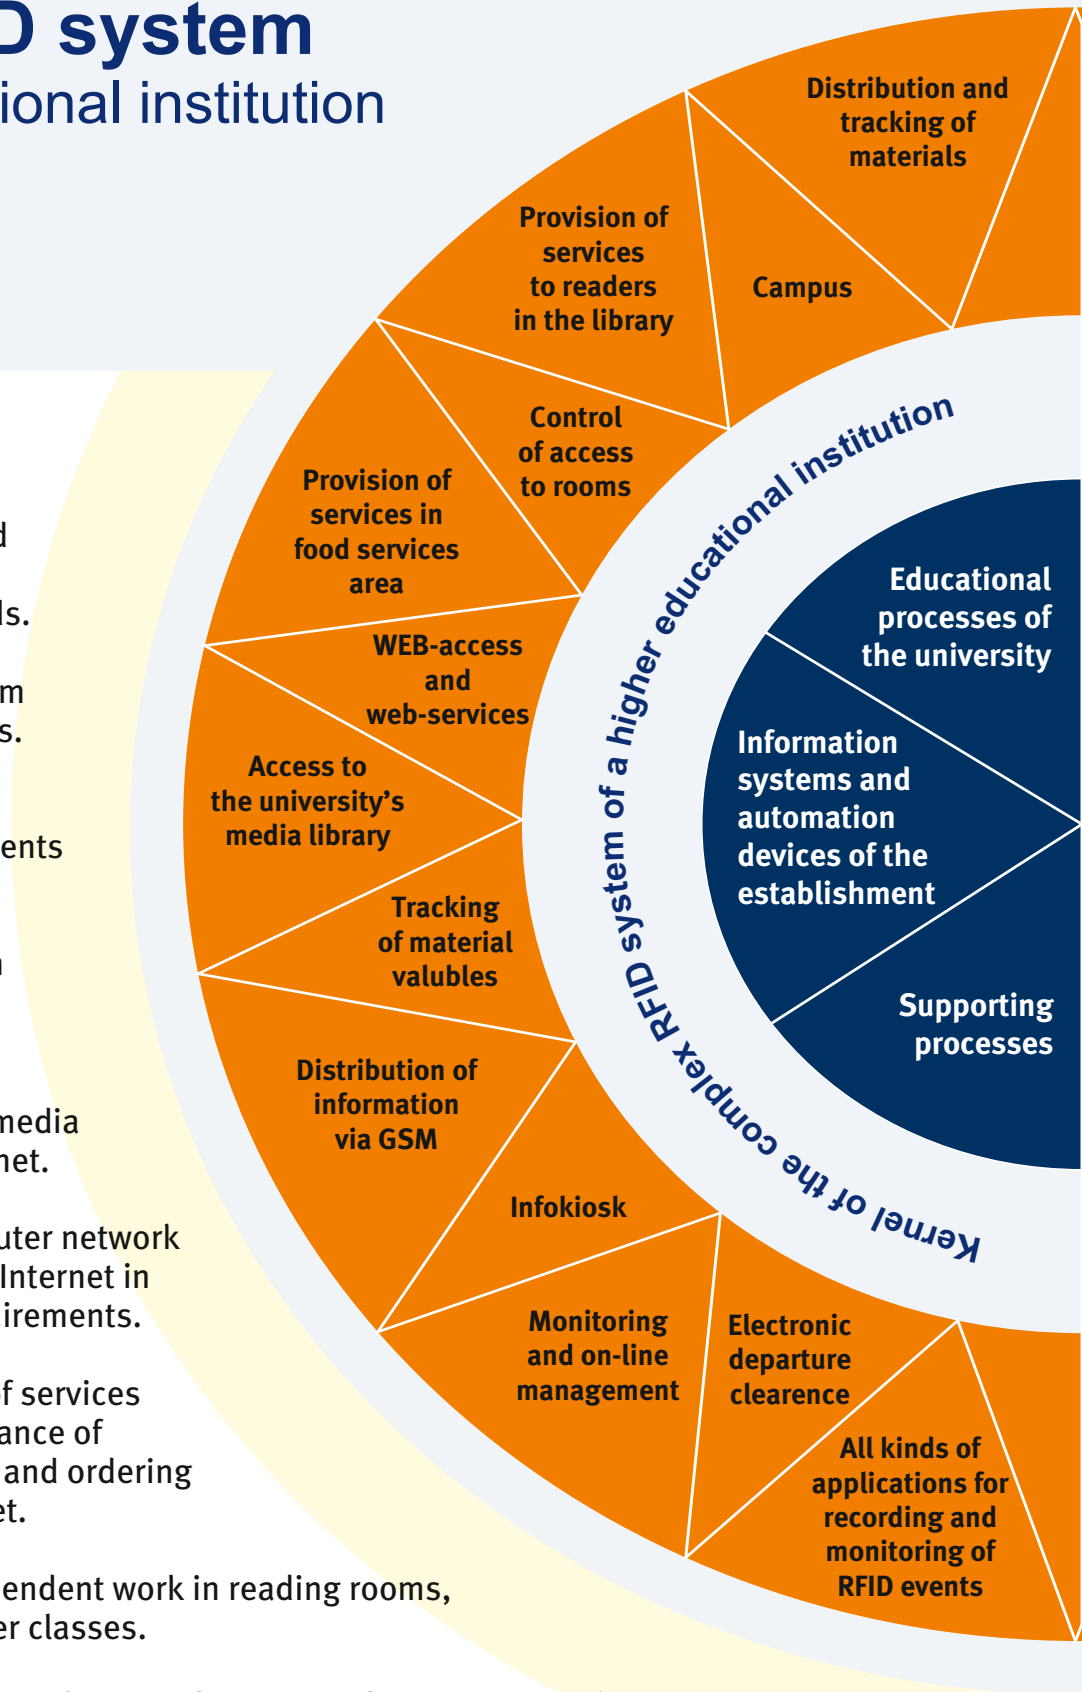 D system
ional institution
Distribution and
tracking of
materials
Campus
Provision of
services
to readers
in the library
Control
of access
to rooms
Provision of
services in
food services
area
WEB-access
and
web-services
Access to
the university's
media library
Tracking
of material
valubles
Distribution of
information
via GSM
Infokiosk
Monitoring
and on-line
management
Electronic
departure
clearence
All kinds of
applications for
recording and
monitoring of
RFID events
Kernel of the complex RFID system of a higher educational institution
Educational
processes of
the university
Information
systems and
automation
devices of the
establishment
Supporting
processes
d
ls.
m
s.
ents
media
net.
uter network
Internet in
irements.
of services
ance of
and ordering
et.
endent work in reading rooms,
er classes.